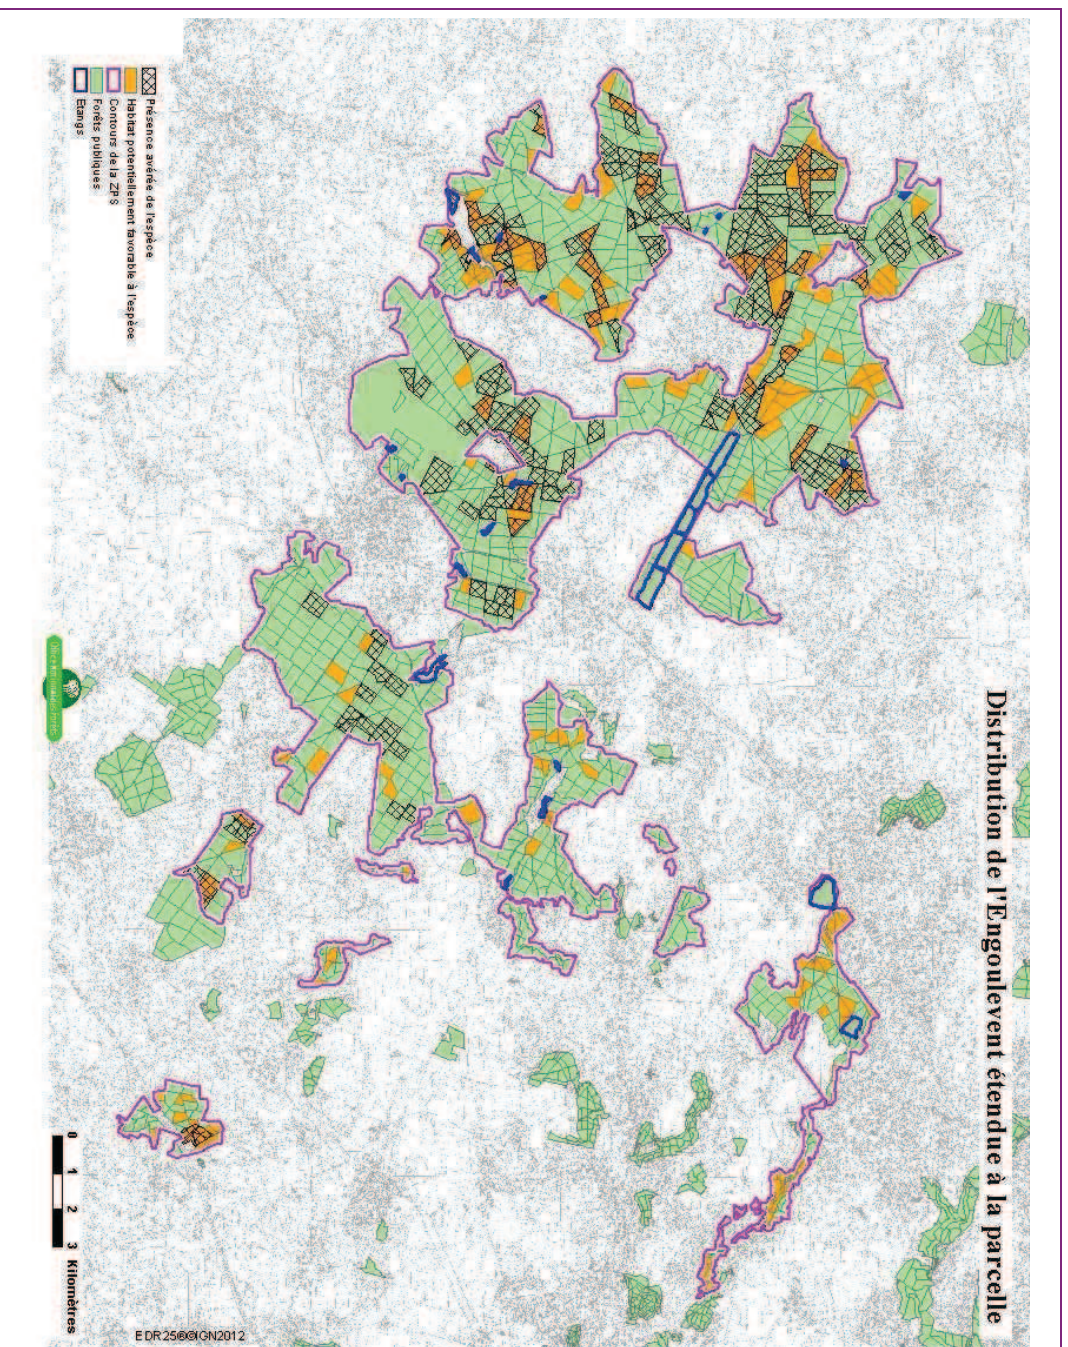 Distribution de l'Engoulevent étendue à la parcelle
Présence avérée de l'espèce
Habitat potentiellement favorable à l'espèce
Contours de la ZPS
Forêts publiques
Etangs
0 1 2 3 Kilomètres
EDR25©©IGN2012